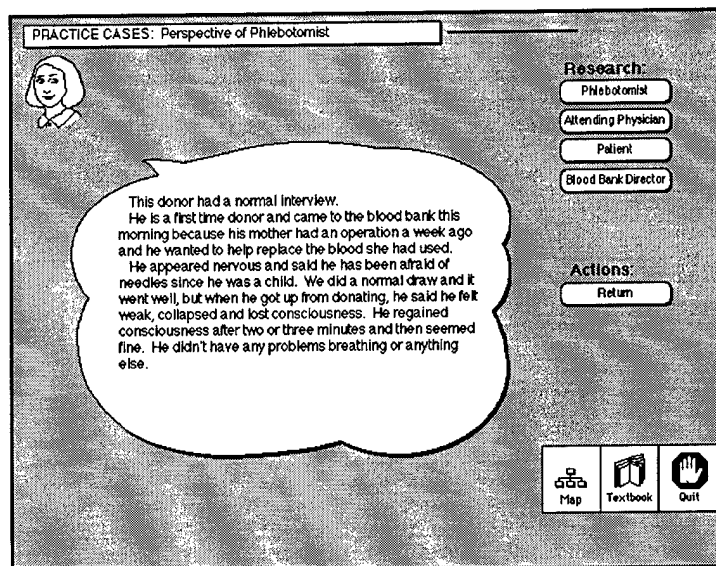 PRACTICE CASES: Perspective of Phlebotomist
This donor had a normal interview.
He is a first time donor and came to the blood bank this
morning because his mother had an operation a week ago
and he wanted to help replace the blood she had used.
He appeared nervous and said he has been afraid of
needles since he was a child. We did a normal draw and it
went well, but when he got up from donating, he said he felt
weak, collapsed and lost consciousness. He regained
consciousness after two or three minutes and then seemed
fine. He didn't have any problems breathing or anything
else.
Research:
Phlebotomist
Attending Physician
Patient
Blood Bank Director
Actions:
Return
Map
Textbook
Quit